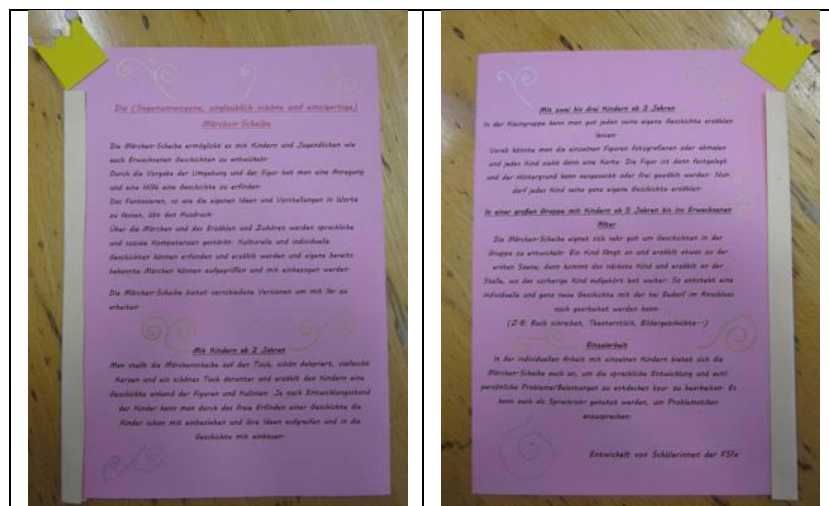 Die (Sagenumwogene, unglaublich schöne und einzigartige)
Märchen-Scheibe
Die Märchen-Scheibe ermöglicht es mit Kindern und Jugendlichen wie
auch Erwachsenen Geschichten zu entwickeln.
Durch die Vorgabe der Umgebung und der Figur hat man eine Anregung
und eine Hilfe eine Geschichte zu erfinden.
Das Fantasieren, so wie die eigenen Ideen und Vorstellungen in Worte
zu fassen, übt den Ausdruck.
Über die Märchen und das Erzählen und Zuhören werden sprachliche
und soziale Kompetenzen gestärkt. Kulturelle und individuelle
Geschichten können erfunden und erzählt werden und eigene bereits
bekannte Märchen können aufgegriffen und mit einbezogen werden.
Die Märchen-Scheibe bietet verschiedene Versionen um mit ihr zu
arbeiten.
Mit Kindern ab 2 Jahren
Man stellt die Märchenscheibe auf den Tisch, schön dekoriert, vielleicht
Kerzen und ein schönes Tuch darunter und erzählt den Kindern eine
Geschichte anhand der Figuren und Kulissen. Je nach Entwicklungsstand
der Kinder kann man durch das freie Erfinden einer Geschichte die
Kinder schon mit einbeziehen und ihre Ideen aufgreifen und in die
Geschichte mit einbauen.
Mit zwei bis drei Kindern ab 3 Jahren
In der Kleingruppe kann man gut jeden seine eigene Geschichte erzählen
lassen.
Vorab könnte man die einzelnen Figuren fotografieren oder abmalen
und jedes Kind zieht dann eine Karte. Die Figur ist dann festgelegt
und der Hintergrund kann ausgesucht oder frei gewählt werden. Nun
darf jedes Kind seine ganz eigene Geschichte erzählen.
In einer großen Gruppe mit Kindern ab 5 Jahren bis ins Erwachsenen
Alter
Die Märchen-Scheibe eignet sich sehr gut um Geschichten in der
Gruppe zu entwickeln. Ein Kind fängt an und erzählt etwas zu der
ersten Szene, dann kommt das nächste Kind und erzählt an der
Stelle, wo das vorherige Kind aufgehört hat weiter. So entsteht eine
individuelle und ganz neue Geschichte mit der bei Bedarf im Anschluss
noch gearbeitet werden kann.
(Z.B. Buch schreiben, Theaterstück, Bildergeschichte...)
Einzelarbeit
In der individuellen Arbeit mit einzelnen Kindern bietet sich die
Märchen-Scheibe auch an, um die sprachliche Entwicklung und evtl.
persönliche Probleme/Belastungen zu entdecken bzw. zu bearbeiten. Es
kann auch als Sprachrohr genutzt werden, um Problematiken
anzusprechen.
Entwickelt von Schülerinnen der